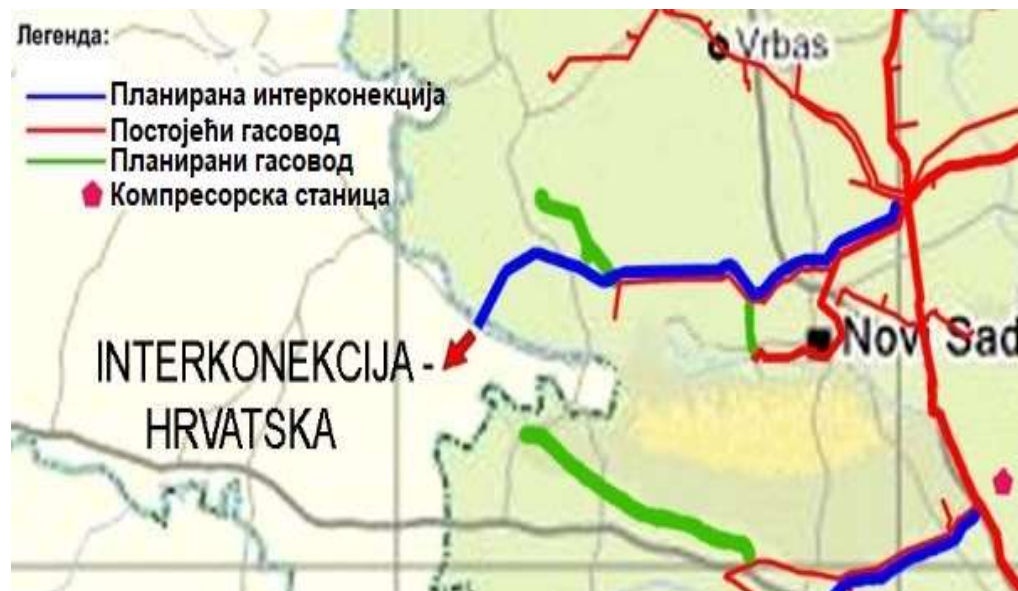 Легенда:
Планирана интерконекција
Постојећи гасовод
Планирани гасовод
Компресорска станица
Vrbas
Novi Sad
INTERKONEKCIJA -
HRVATSKA